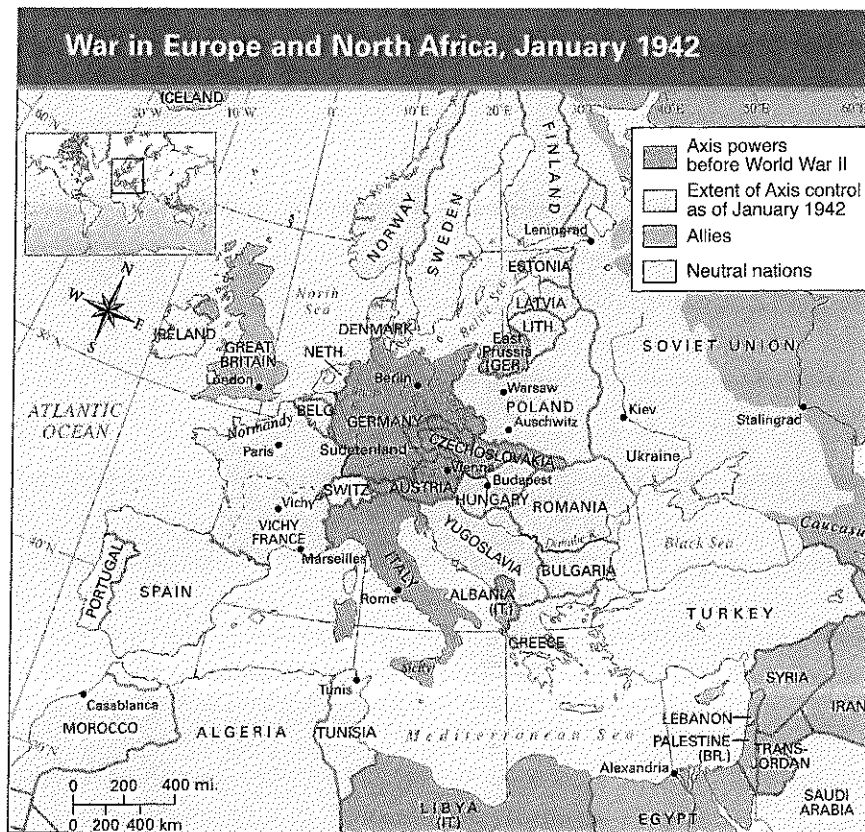 War in Europe and North Africa, January 1942
ICELAND
20°W
10°W
0°
10°E
20°E
30°E
40°E
50°E
60°N
50°N
40°N
30°N
Axis powers
before World War II
Extent of Axis control
as of January 1942
Allies
Neutral nations
N
W
E
S
FINLAND
NORWAY
SWEDEN
Leningrad
ESTONIA
LATVIA
LITH
North
Sea
Baltic Sea
DENMARK
IRELAND
GREAT
BRITAIN
London
NETH
East
Prussia
(GER.)
SOVIET UNION
Berlin
Warsaw
POLAND
Auschwitz
Kiev
Stalingrad
ATLANTIC
OCEAN
BELG
GERMANY
Normandy
Paris
Sudetenland
CZECHOSLOVAKIA
Ukraine
Vienna
Budapest
SWITZ
AUSTRIA
HUNGARY
ROMANIA
Vichy
VICHY
FRANCE
Marseilles
YUGOSLAVIA
Danube R.
Black Sea
Caucasus
BULGARIA
PORTUGAL
SPAIN
ITALY
Rome
ALBANIA
(IT.)
TURKEY
GREECE
Sicily
SYRIA
Casablanca
MOROCCO
ALGERIA
Tunis
TUNISIA
Mediterranean Sea
LEBANON
IRAN
PALESTINE
(BR.)
TRANS-
JORDAN
Alexandria
SAUDI
ARABIA
LIBYA
(IT.)
EGYPT
0 200 400 mi.
0 200 400 km